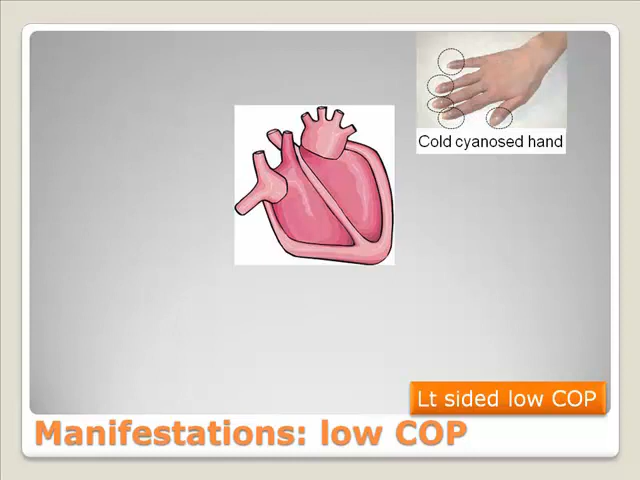 Cold cyanosed hand
Lt sided low COP
Manifestations: low COP